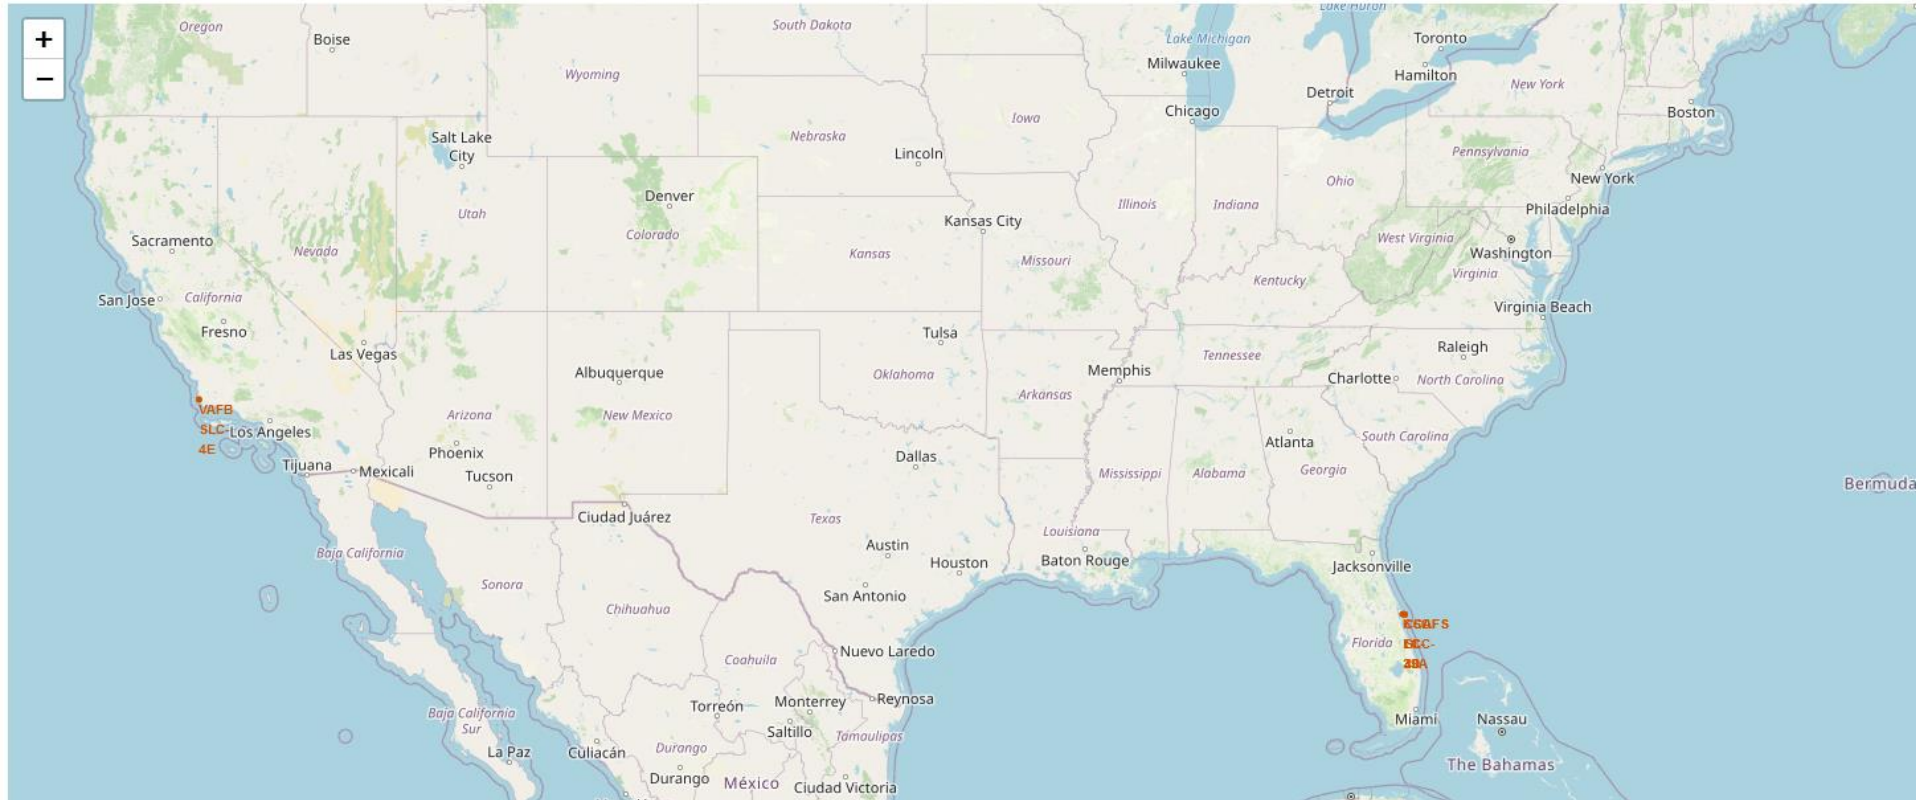 +
−
Oregon
Boise
South Dakota
Lake Huron
Wyoming
Lake Michigan
Milwaukee
Toronto
Hamilton
New York
Detroit
Boston
Chicago
Iowa
Salt Lake
City
Nebraska
Lincoln
Pennsylvania
New York
Denver
Ohio
Philadelphia
Utah
Illinois
Indiana
Kansas City
Colorado
Sacramento
Nevada
Kansas
Missouri
West Virginia
Washington
Virginia
Kentucky
San Jose
California
Virginia Beach
Fresno
Las Vegas
Tulsa
Raleigh
Tennessee
Albuquerque
Oklahoma
Memphis
Charlotte
North Carolina
Arkansas
VAFB
SLC-
4E
Los Angeles
Arizona
New Mexico
Phoenix
Atlanta
South Carolina
Dallas
Tijuana
Mexicali
Tucson
Mississippi
Alabama
Georgia
Bermuda
Ciudad Juárez
Texas
Louisiana
Austin
Baja California
Houston
Baton Rouge
Jacksonville
Sonora
San Antonio
Chihuahua
Florida
Nuevo Laredo
Coahuila
Reynosa
Torreón
Monterrey
Baja California
Sur
Saltillo
Tamaulipas
Miami
Nassau
La Paz
Culiacán
Durango
The Bahamas
Durango
México
Ciudad Victoria